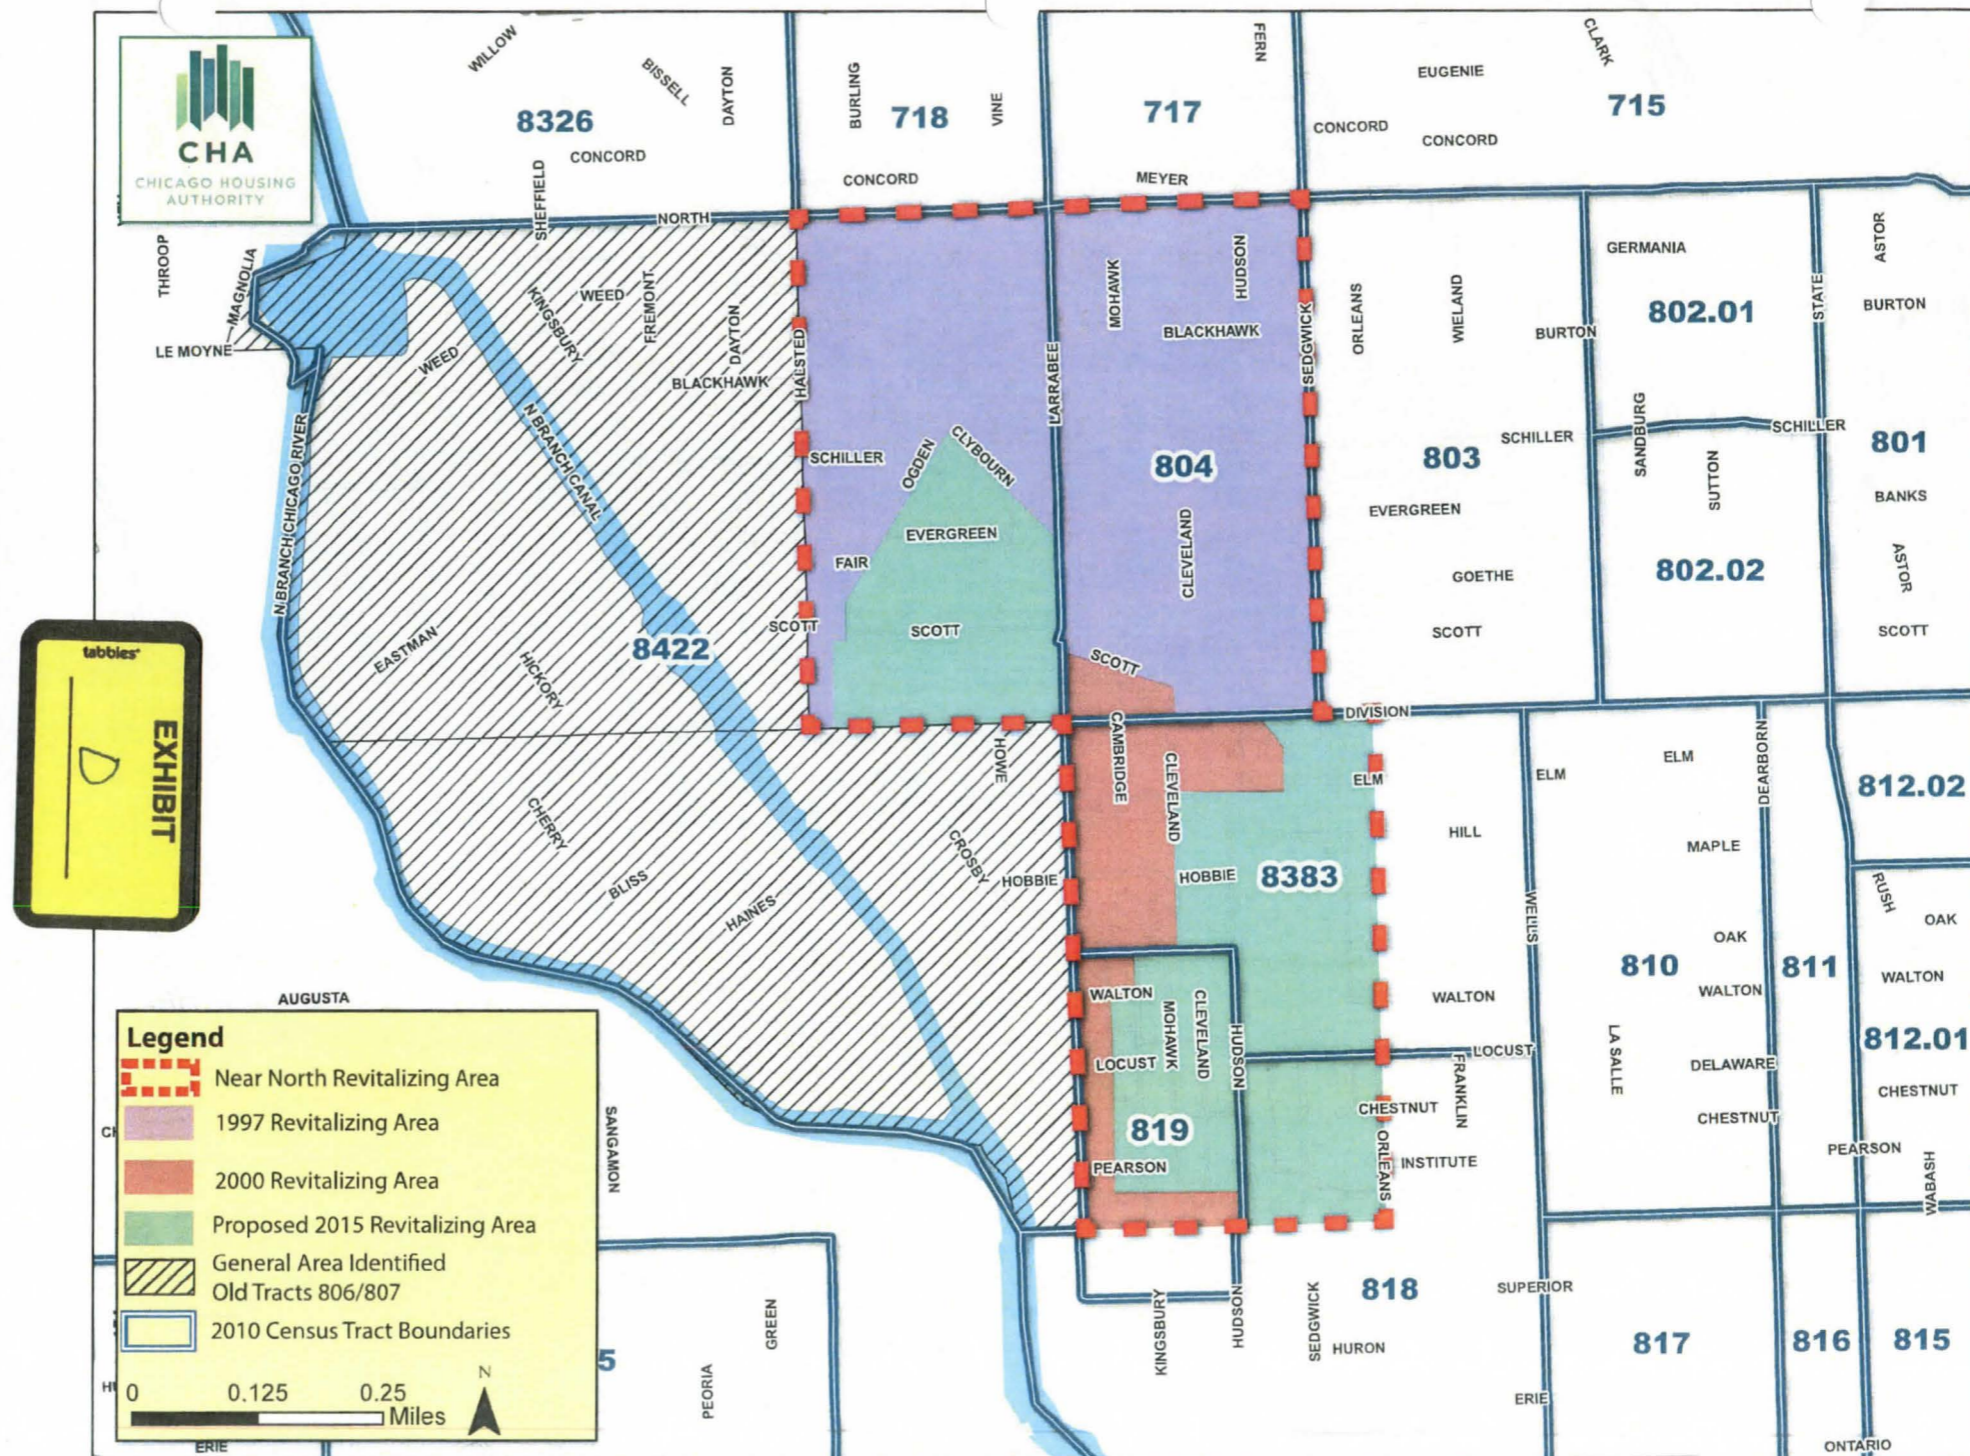 CHA
CHICAGO HOUSING
AUTHORITY
WILLOW
BISSELL
DAYTON
8326
CONCORD
SHEFFIELD
BURLING
718
VINE
CONCORD
717
MEYER
FERN
EUGENIE
CLARK
CONCORD
CONCORD
715
NORTH
THROOP
MAGNOLIA
LE MOYNE
WEED
KINGSBURY
WEED
FREMONT
DAYTON
BLACKHAWK
HALSTED
N BRANCH CANAL
N BRANCH CHICAGO RIVER
SCHILLER
OGDEN
CLYBOURN
EVERGREEN
FAIR
SCOTT
SCOTT
LARRABEE
MOHAWK
HUDSON
BLACKHAWK
804
CLEVELAND
SCOTT
SEDGWICK
ORLEANS
WIELAND
BURTON
803
SCHILLER
EVERGREEN
GOETHE
SCOTT
GERMANIA
802.01
STATE
ASTOR
BURTON
SANDBURG
SCHILLER
SUTTON
801
BANKS
802.02
ASTOR
SCOTT
8422
EASTMAN
HICKORY
DIVISION
tabbies
EXHIBIT
D
CHERRY
BLISS
HAINES
HOWE
CROSBY
HOBBIE
CAMBRIDGE
CLEVELAND
HOBBIE
8383
ELM
ELM
ELM
HILL
MAPLE
DEARBORN
812.02
WELLS
810
OAK
WALTON
811
RUSH
OAK
WALTON
WALTON
CLEVELAND
MOHAWK
LOCUST
HUDSON
819
PEARSON
WALTON
LOCUST
FRANKLIN
CHESTNUT
ORLEANS
INSTITUTE
LA SALLE
DELAWARE
CHESTNUT
812.01
CHESTNUT
PEARSON
WABASH
AUGUSTA
SANGAMON
Legend
Near North Revitalizing Area
1997 Revitalizing Area
2000 Revitalizing Area
Proposed 2015 Revitalizing Area
General Area Identified
Old Tracts 806/807
2010 Census Tract Boundaries
0 0.125 0.25
Miles
N
ERIE
5
PEORIA
GREEN
KINGSBURY
HUDSON
SEDGWICK
818
HURON
SUPERIOR
ERIE
817
816
815
ONTARIO